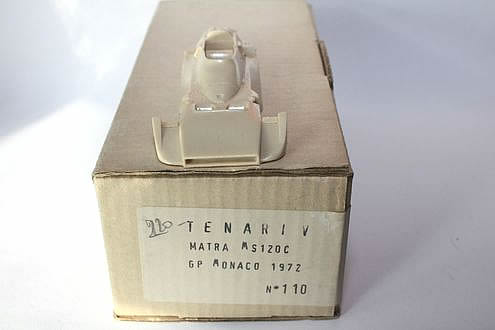 TENARIV
MATRA MS120C
GP MONACO 1972
N°110